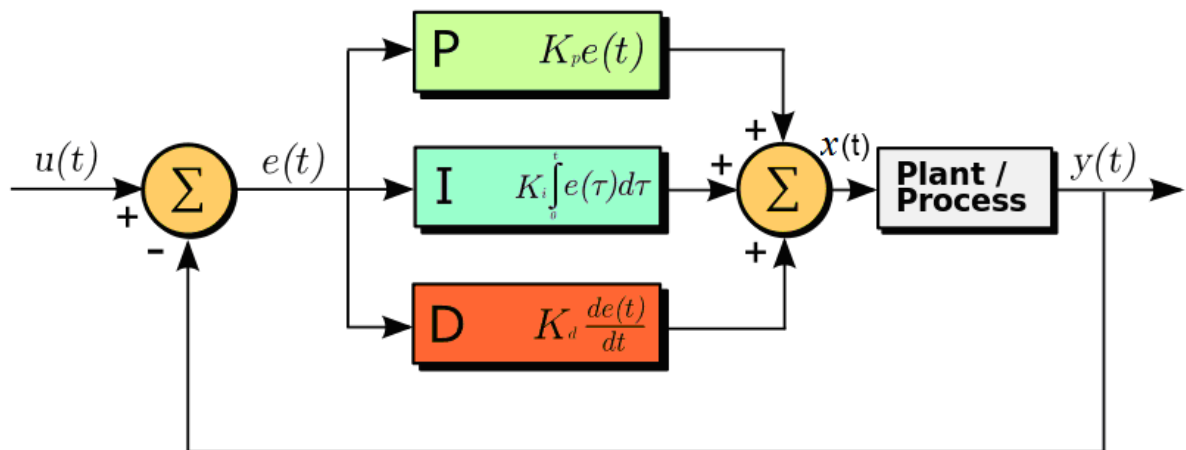 P K_p e(t)
u(t)
+
-
Σ
e(t)
I K_i ∫_0^t e(τ)dτ
D K_d de(t)/dt
+
+
+
Σ
x(t)
Plant /
Process
y(t)